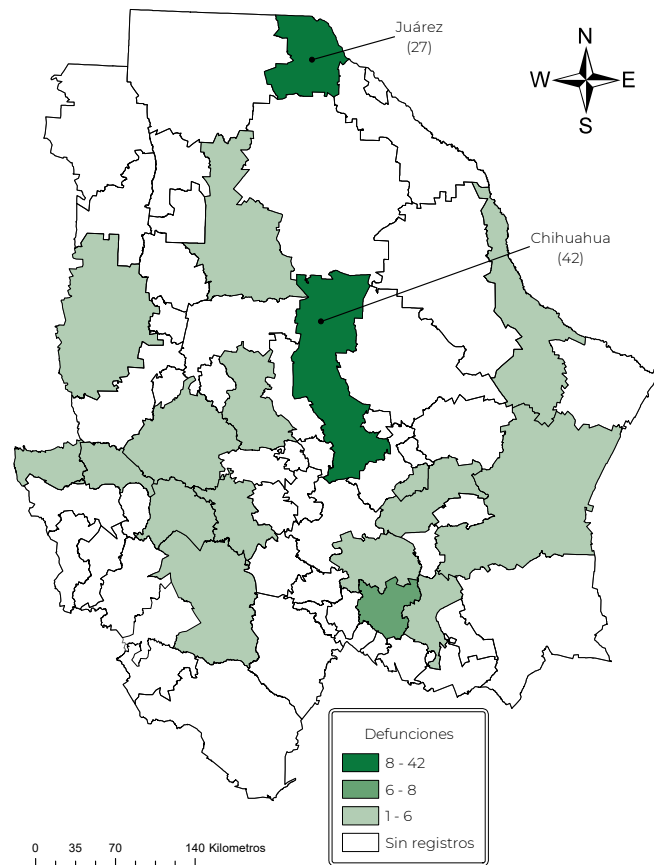 Juárez
(27)
N
W
E
S
Chihuahua
(42)
Defunciones
8 - 42
6 - 8
1 - 6
Sin registros
0 35 70 140 Kilometros